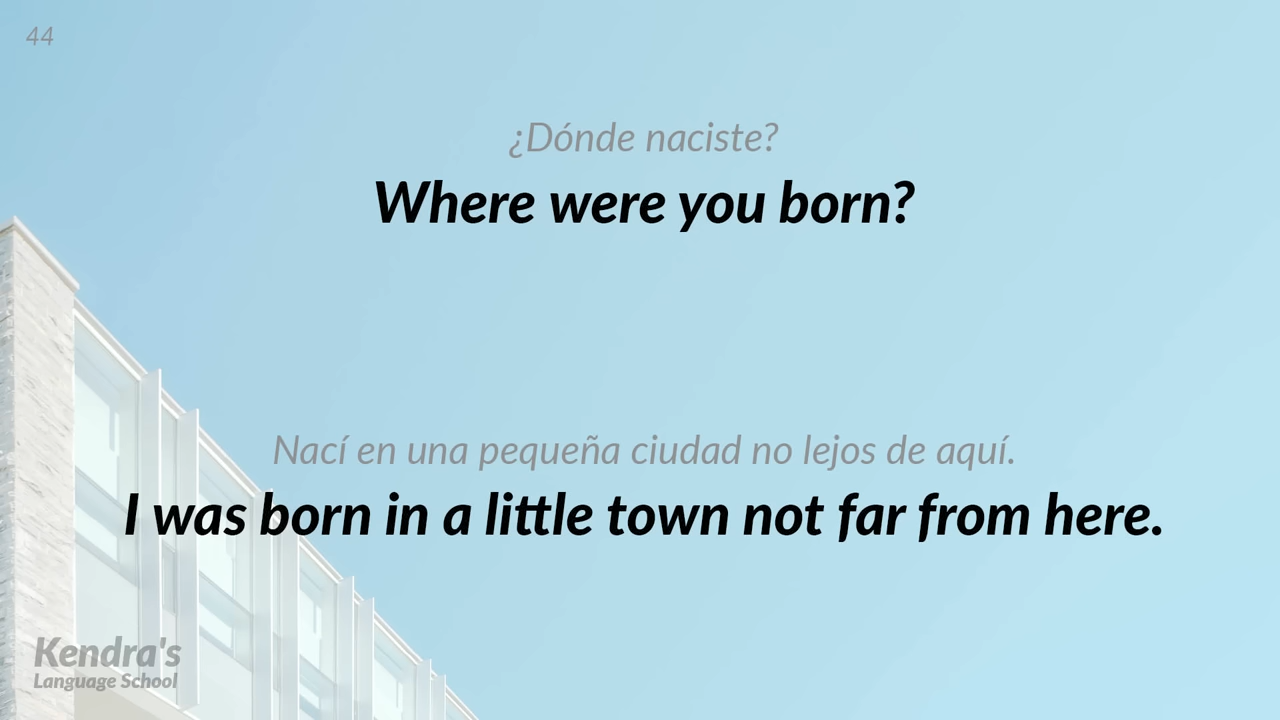 44
¿Dónde naciste?
Where were you born?
Nací en una pequeña ciudad no lejos de aquí.
I was born in a little town not far from here.
Kendra's
Language School